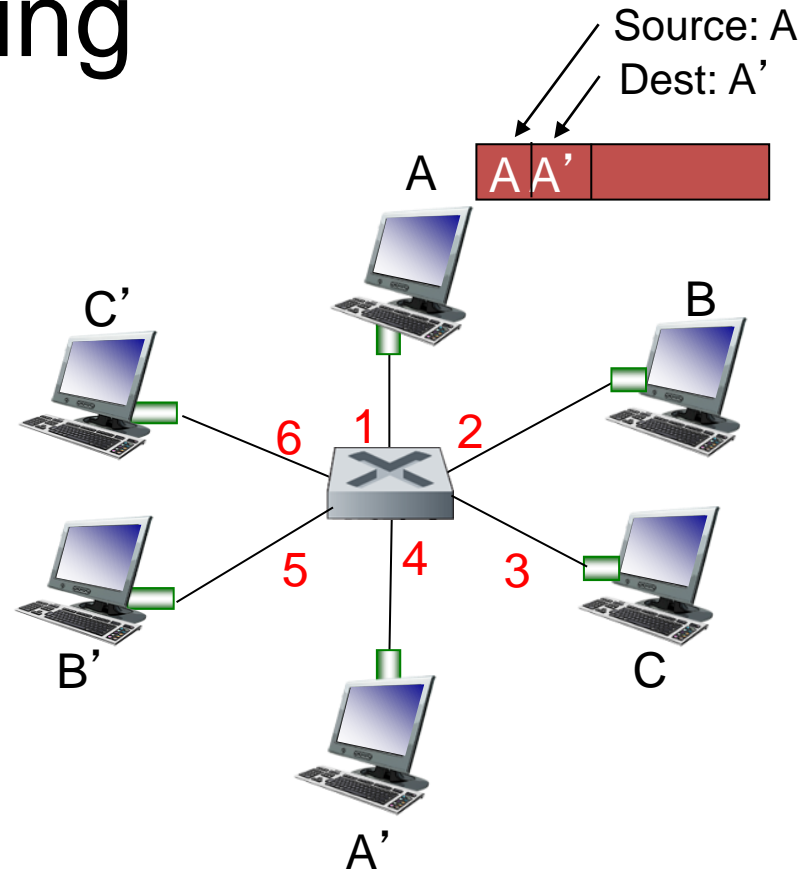 ing
Source: A
Dest: A’
A A A’
C’ B
6 1 2
5 4 3
B’ C
A’